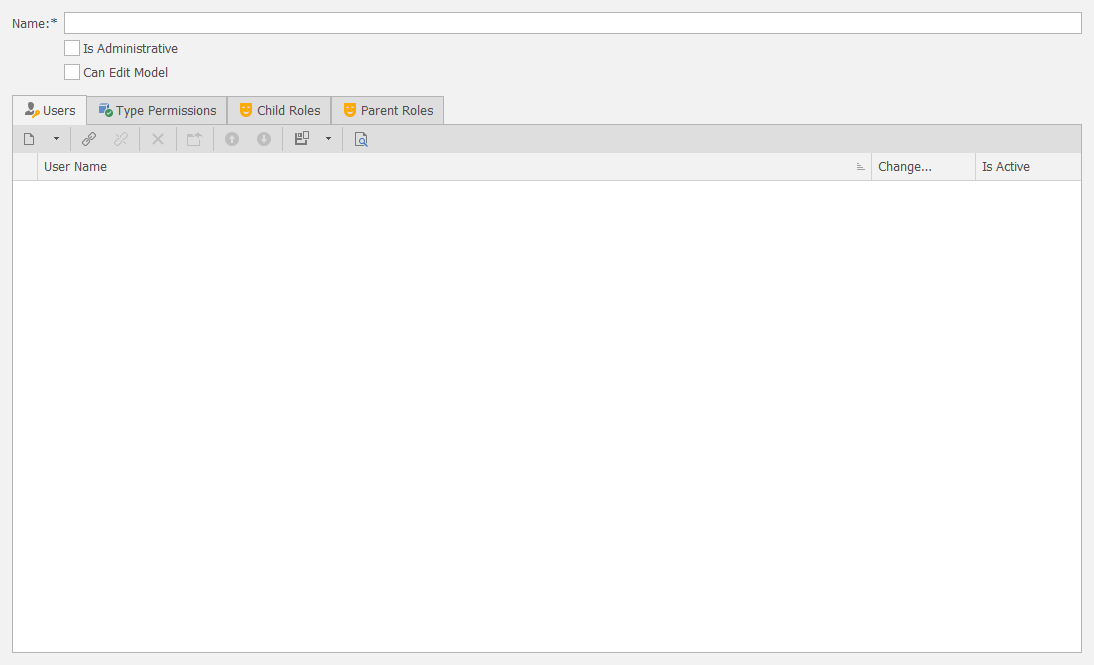 Name:*
Is Administrative
Can Edit Model
Users Type Permissions Child Roles Parent Roles
User Name Change... Is Active